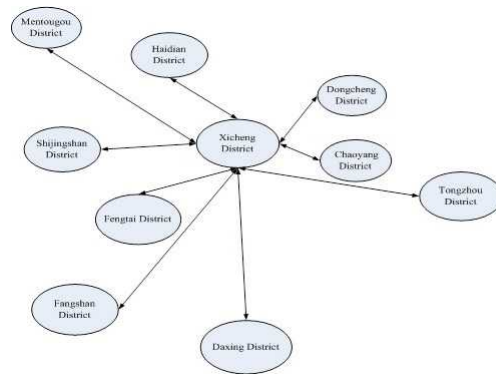 Mentougou
District
Haidian
District
Dongcheng
District
Xicheng
District
Shijingshan
District
Chaoyang
District
Tongzhou
District
Fengtai District
Fangshan
District
Daxing District